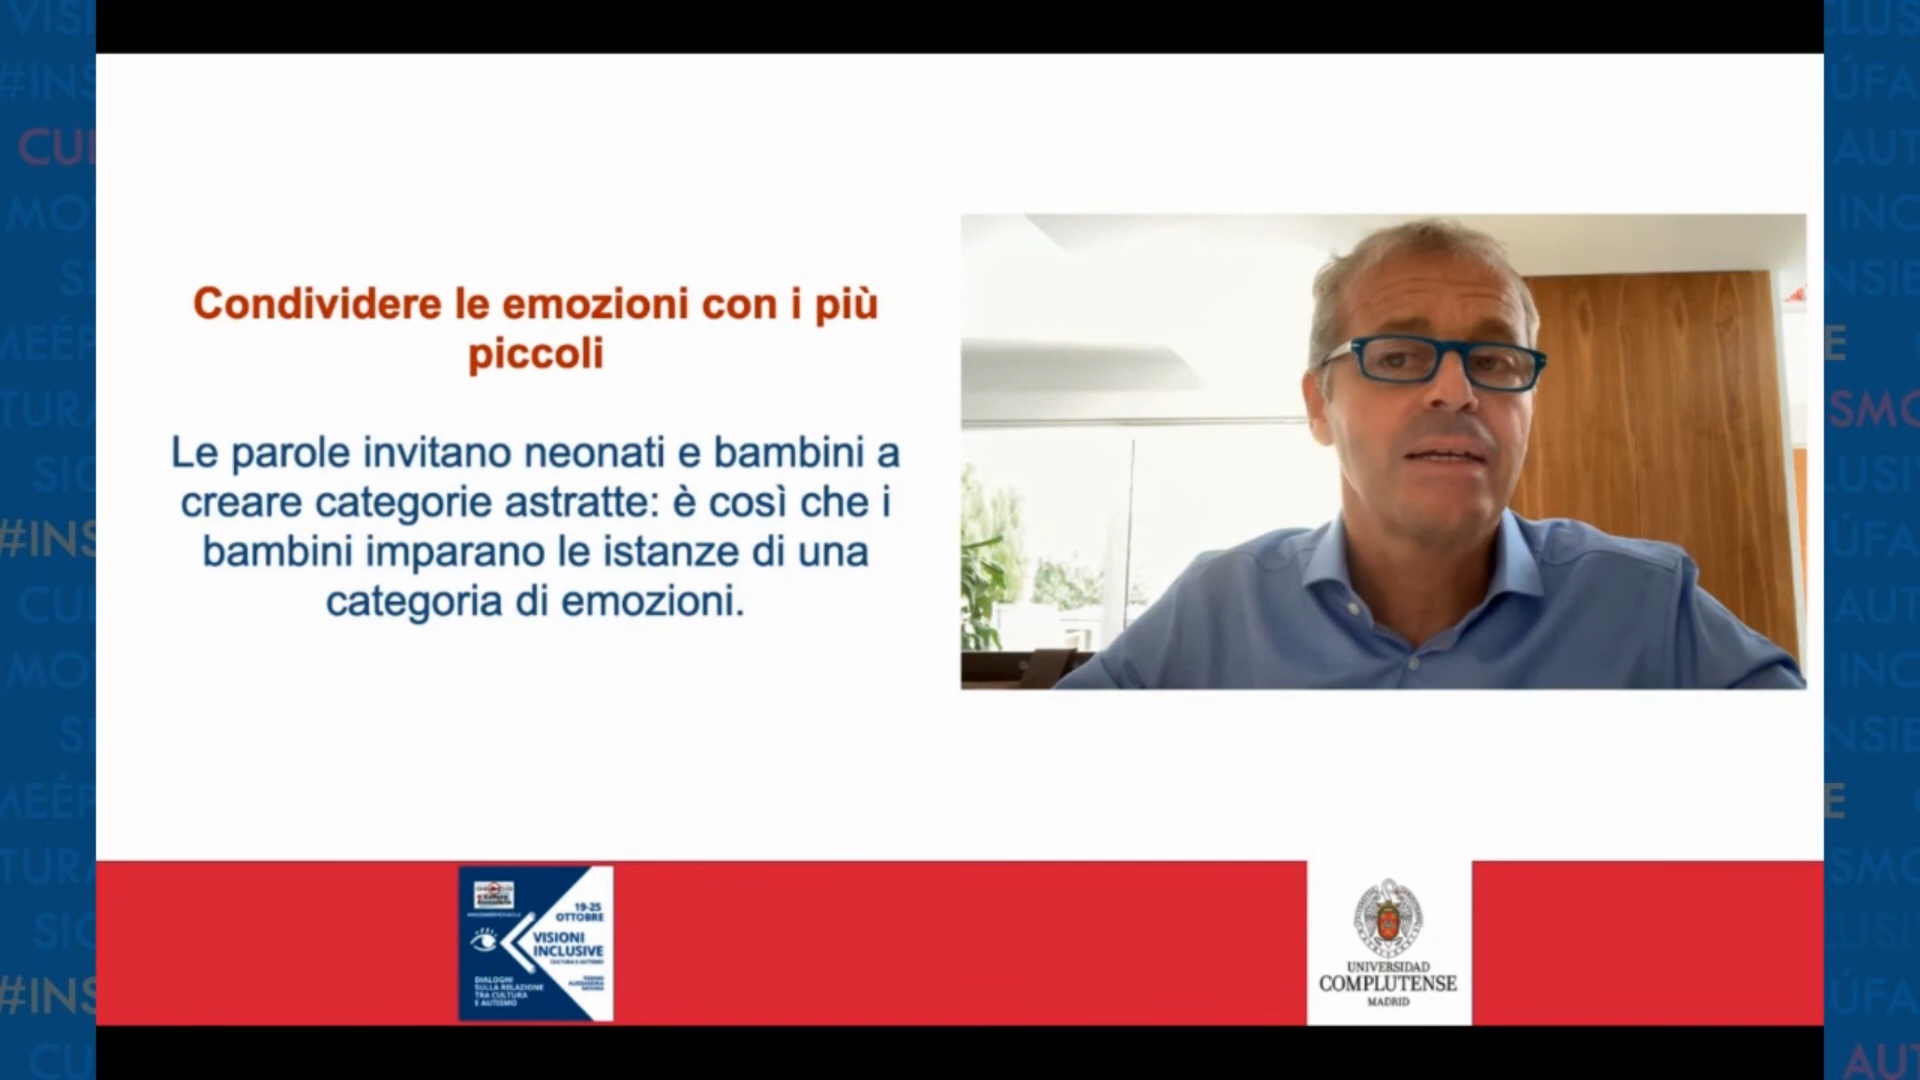 Condividere le emozioni con i più
piccoli
Le parole invitano neonati e bambini a
creare categorie astratte: è così che i
bambini imparano le istanze di una
categoria di emozioni.
19-25
OTTOBRE
VISIONI
INCLUSIVE
CULTURA E AUTISMO
DIALOGHI
SULLA RELAZIONE
TRA CULTURA
E AUTISMO
UNIVERSIDAD
COMPLUTENSE
MADRID